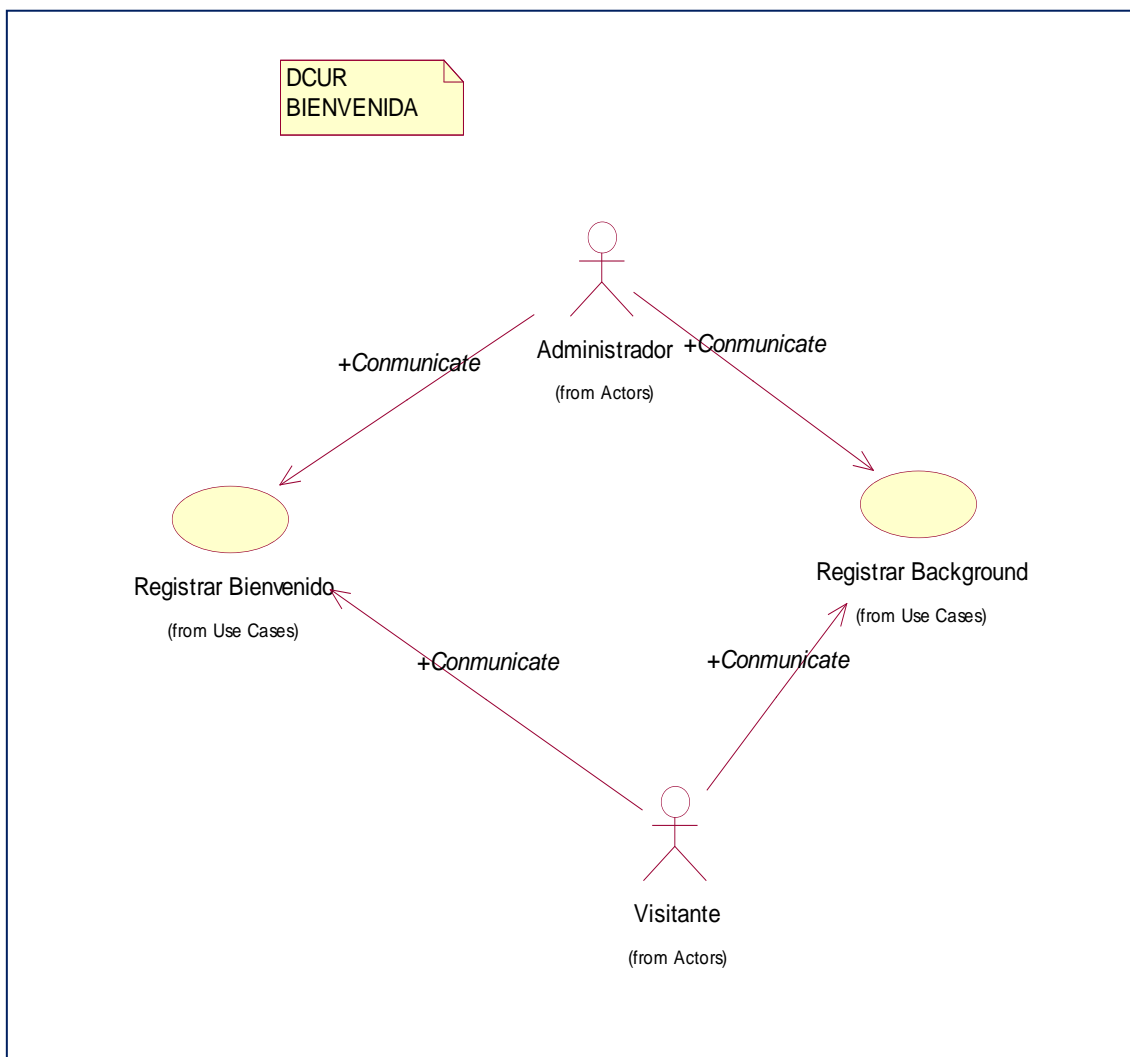 DCUR
BIENVENIDA
+Conmunicate
Administrador
+Conmunicate
(from Actors)
Registrar Bienvenido
(from Use Cases)
Registrar Background
(from Use Cases)
+Conmunicate
+Conmunicate
Visitante
(from Actors)